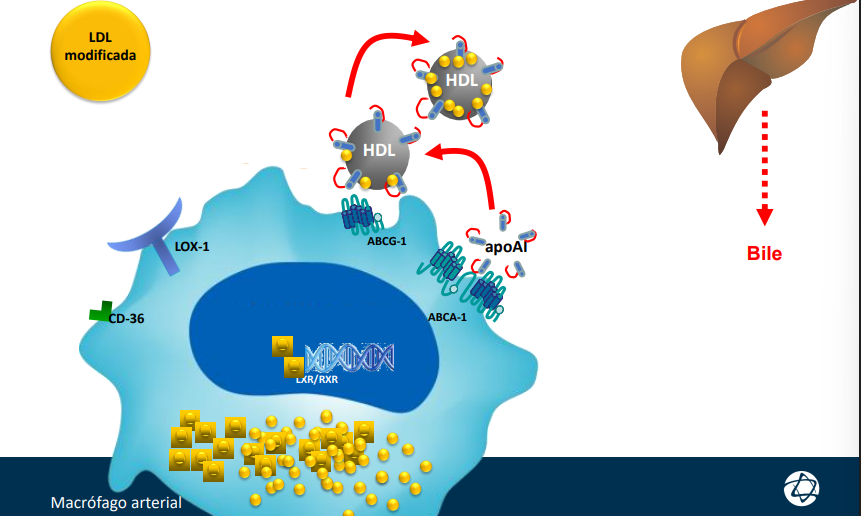 LDL
modificada
HDL
HDL
LOX-1
ABCG-1
apoAI
Bile
CD-36
ABCA-1
LXR/RXR
Macrófago arterial